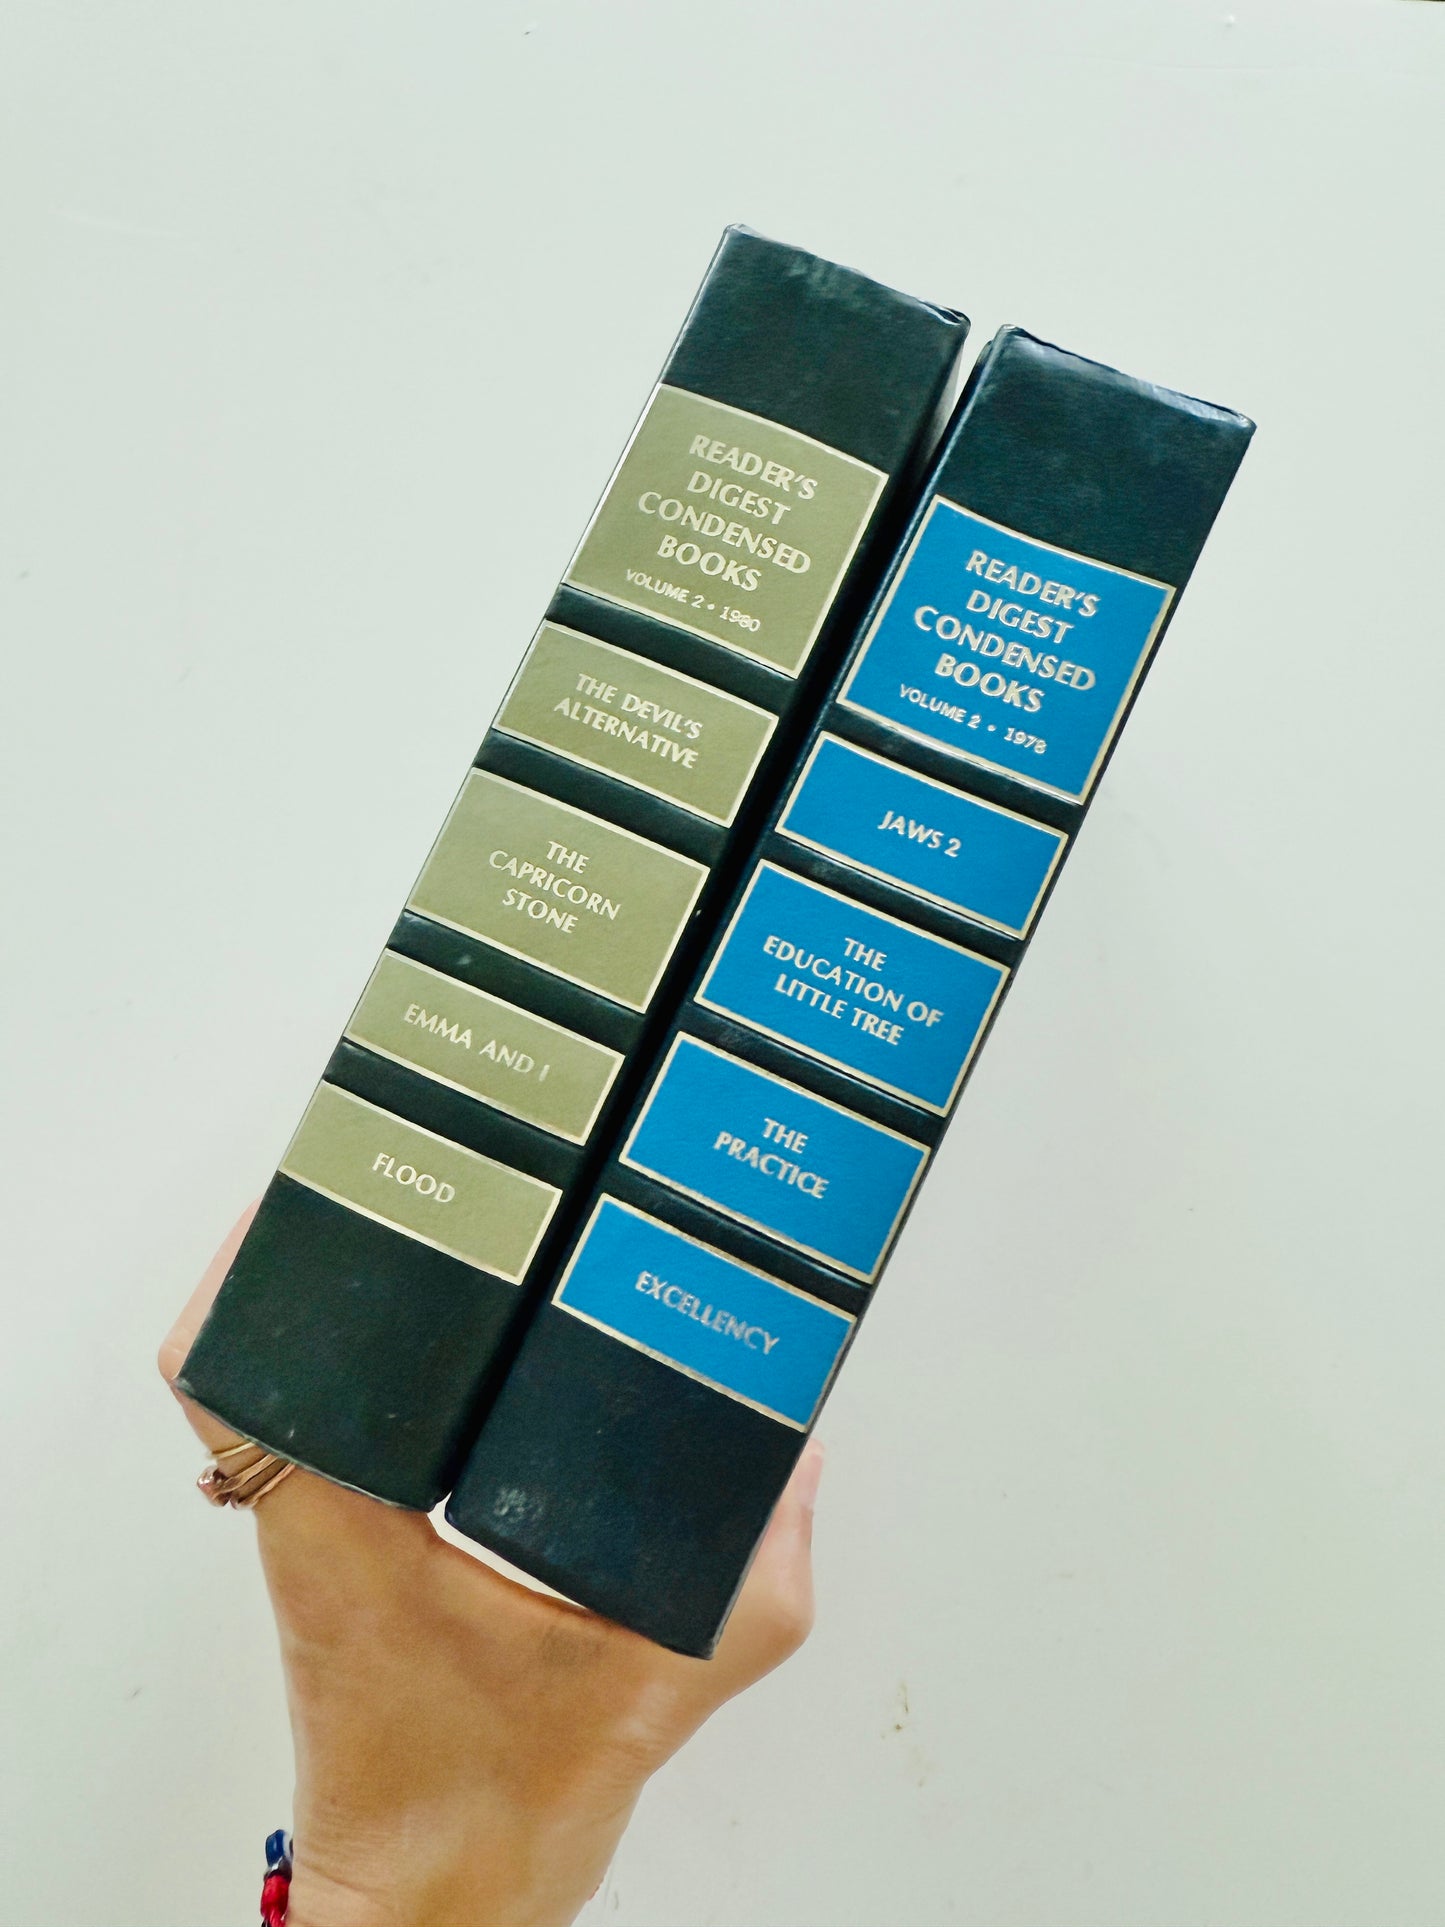 READER'S
DIGEST
CONDENSED
BOOKS
VOLUME 2 • 1980
THE DEVIL'S
ALTERNATIVE
THE
CAPRICORN
STONE
EMMA AND I
FLOOD
READER'S
DIGEST
CONDENSED
BOOKS
VOLUME 2 • 1978
JAWS 2
THE
EDUCATION OF
LITTLE TREE
THE
PRACTICE
EXCELLENCY